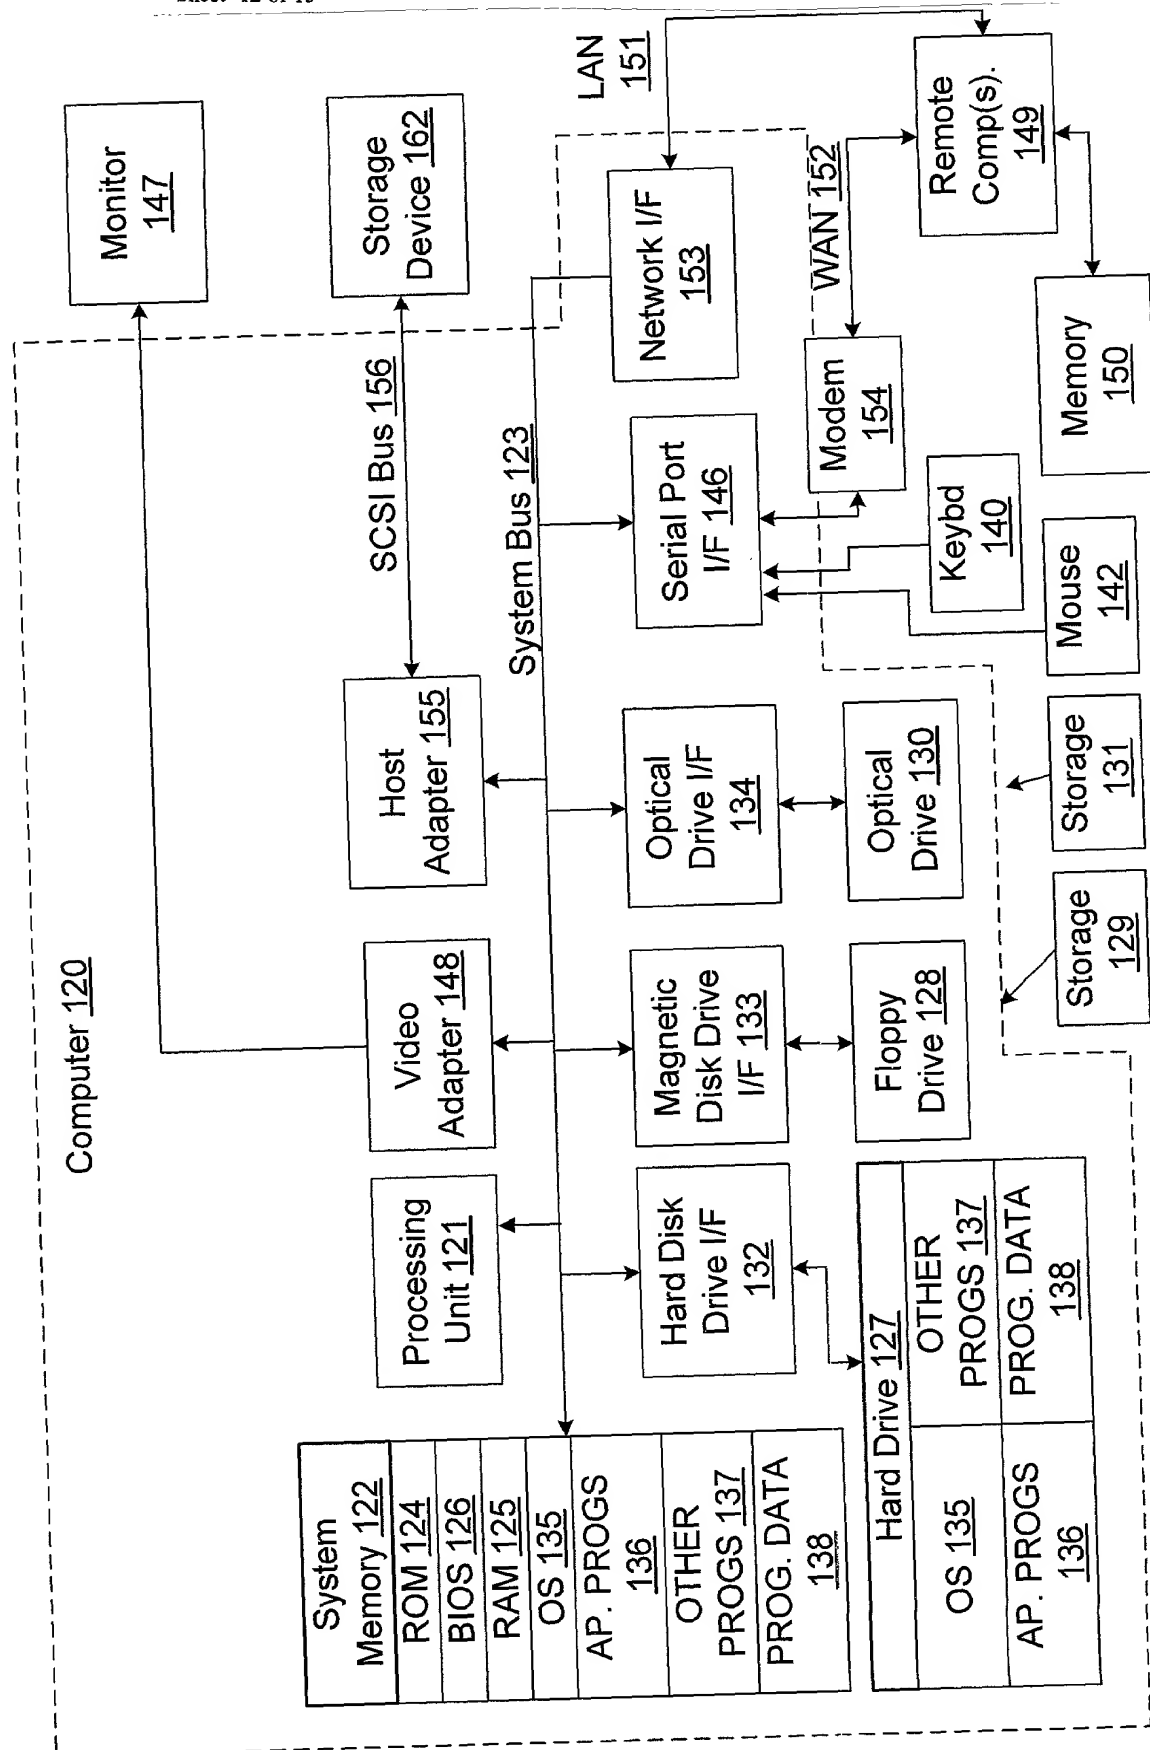 Computer 120
Monitor
147
Storage
Device 162
SCSI Bus 156
Host
Adapter 155
Video
Adapter 148
Processing
Unit 121
System Bus 123
LAN
151
System
Memory 122
ROM 124
BIOS 126
RAM 125
OS 135
AP. PROGS
136
OTHER
PROGS 137
PROG. DATA
138
Hard Disk
Drive I/F
132
Magnetic
Disk Drive
I/F 133
Optical
Drive I/F
134
Serial Port
I/F 146
Network I/F
153
WAN 152
Modem
154
Remote
Comp(s).
149
Hard Drive 127
OS 135
OTHER
PROGS 137
AP. PROGS
136
PROG. DATA
138
Floppy
Drive 128
Optical
Drive 130
Keybd
140
Mouse
142
Memory
150
Storage
129
Storage
131